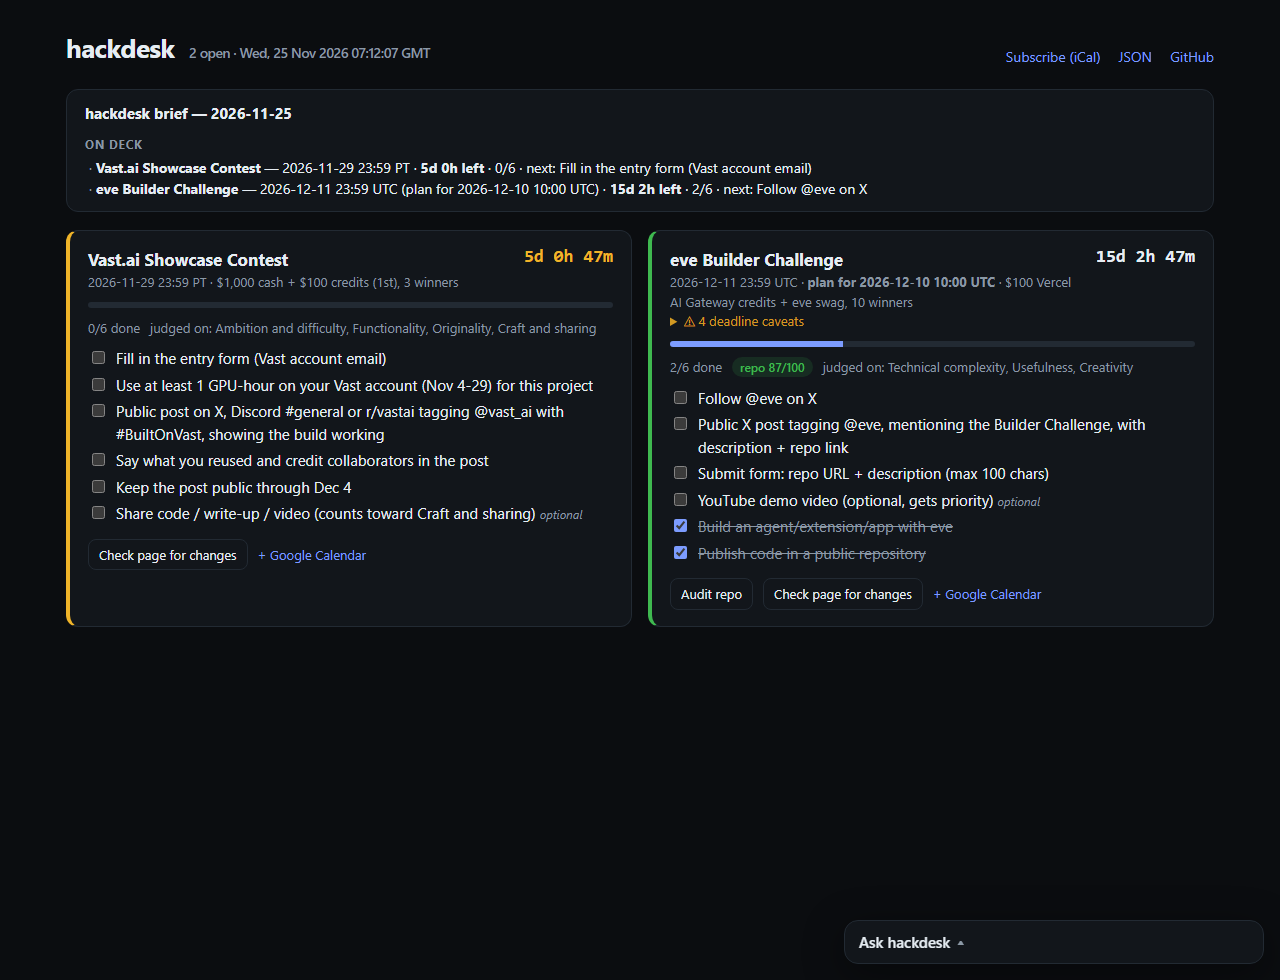 hackdesk 2 open · Wed, 25 Nov 2026 07:12:07 GMT
Subscribe (iCal) JSON GitHub
hackdesk brief — 2026-11-25
ON DECK
· Vast.ai Showcase Contest — 2026-11-29 23:59 PT · 5d 0h left · 0/6 · next: Fill in the entry form (Vast account email)
· eve Builder Challenge — 2026-12-11 23:59 UTC (plan for 2026-12-10 10:00 UTC) · 15d 2h left · 2/6 · next: Follow @eve on X
Vast.ai Showcase Contest 5d 0h 47m
2026-11-29 23:59 PT · $1,000 cash + $100 credits (1st), 3 winners
0/6 done judged on: Ambition and difficulty, Functionality, Originality, Craft and sharing
Fill in the entry form (Vast account email)
Use at least 1 GPU-hour on your Vast account (Nov 4-29) for this project
Public post on X, Discord #general or r/vastai tagging @vast_ai with
#BuiltOnVast, showing the build working
Say what you reused and credit collaborators in the post
Keep the post public through Dec 4
Share code / write-up / video (counts toward Craft and sharing) optional
Check page for changes + Google Calendar
eve Builder Challenge 15d 2h 47m
2026-12-11 23:59 UTC · plan for 2026-12-10 10:00 UTC · $100 Vercel
AI Gateway credits + eve swag, 10 winners
▶ ⚠ 4 deadline caveats
2/6 done repo 87/100 judged on: Technical complexity, Usefulness, Creativity
Follow @eve on X
Public X post tagging @eve, mentioning the Builder Challenge, with
description + repo link
Submit form: repo URL + description (max 100 chars)
YouTube demo video (optional, gets priority) optional
Build an agent/extension/app with eve
Publish code in a public repository
Audit repo Check page for changes + Google Calendar
Ask hackdesk ▲